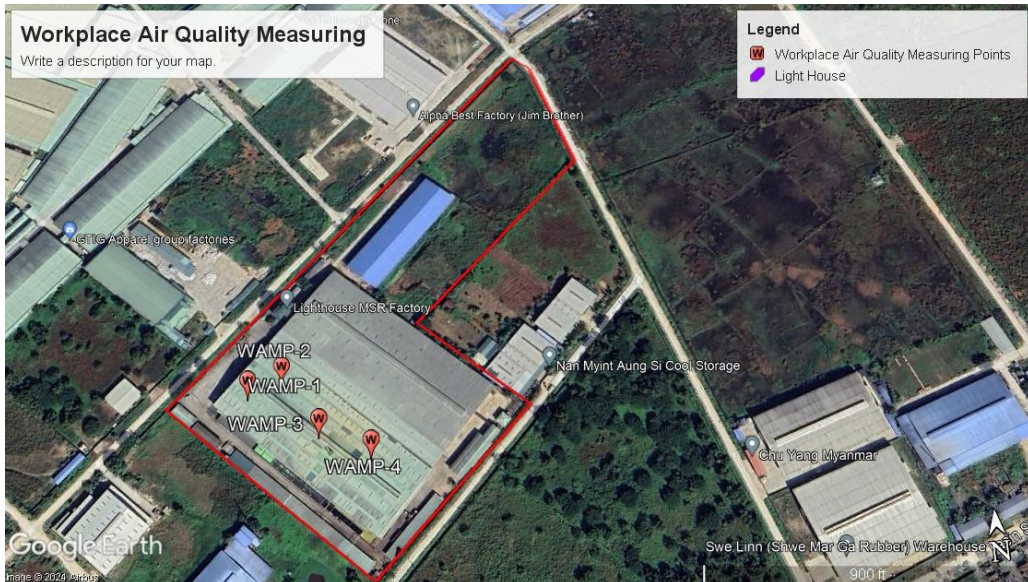 Workplace Air Quality Measuring
Write a description for your map.
Legend
W Workplace Air Quality Measuring Points
Light House
Alpha Best Factory (Jim Brother)
GTIG Apparel group factories
Lighthouse MSR Factory
WAMP-2
WAMP-1
WAMP-3
WAMP-4
Nan Myint Aung Si Cool Storage
Chu Yang Myanmar
Swe Linn (Shwe Mar Ga Rubber) Warehouse
Google Earth
Image © 2024 Airbus
900 ft
N